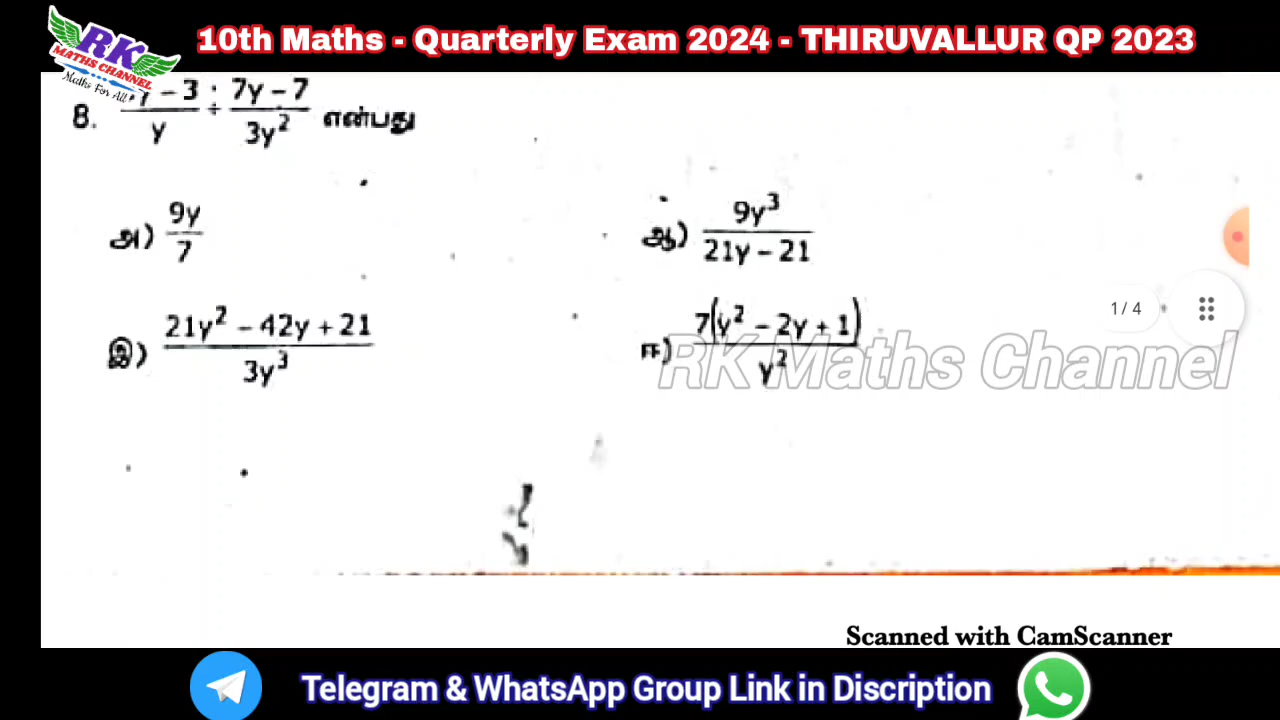 10th Maths - Quarterly Exam 2024 - THIRUVALLUR QP 2023
RK
MATHS CHANNEL
Maths For All
8. y – 3 / y ÷ 7y – 7 / 3y² என்பது
அ) 9y / 7
ஆ) 9y³ / 21y – 21
இ) 21y² – 42y + 21 / 3y³
ஈ) 7(y² – 2y + 1) / y²
1 / 4
RK Maths Channel
Scanned with CamScanner
Telegram & WhatsApp Group Link in Discription